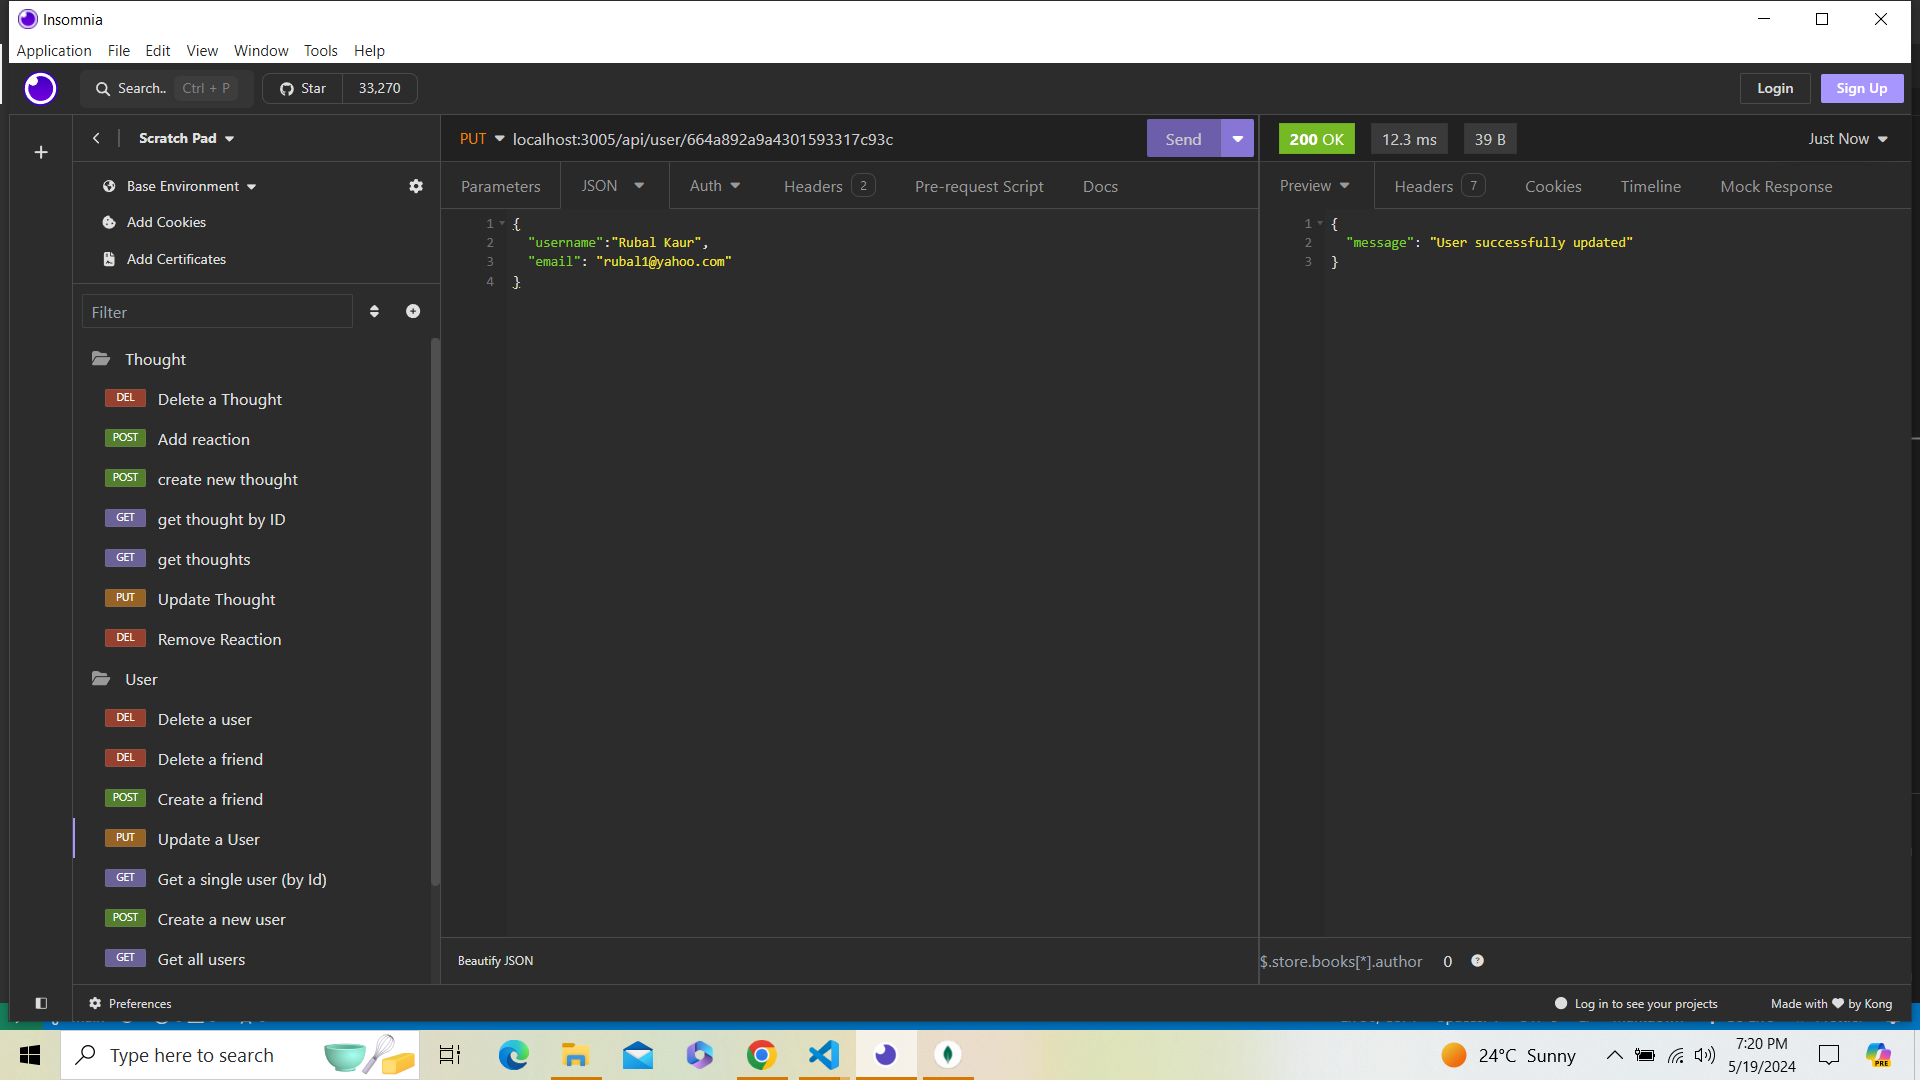 Insomnia
Application File Edit View Window Tools Help
Search.. Ctrl + P Star 33,270 Login Sign Up
Scratch Pad
Base Environment
Add Cookies
Add Certificates
Filter
Thought
DEL Delete a Thought
POST Add reaction
POST create new thought
GET get thought by ID
GET get thoughts
PUT Update Thought
DEL Remove Reaction
User
DEL Delete a user
DEL Delete a friend
POST Create a friend
PUT Update a User
GET Get a single user (by Id)
POST Create a new user
GET Get all users
Preferences
PUT localhost:3005/api/user/664a892a9a4301593317c93c Send
Parameters JSON Auth Headers 2 Pre-request Script Docs
1 {
2 "username":"Rubal Kaur",
3 "email": "rubal1@yahoo.com"
4 }
Beautify JSON
200 OK 12.3 ms 39 B Just Now
Preview Headers 7 Cookies Timeline Mock Response
1 {
2 "message": "User successfully updated"
3 }
$.store.books[*].author 0
Log in to see your projects Made with ❤ by Kong
Type here to search
24°C Sunny
7:20 PM
5/19/2024
PRE